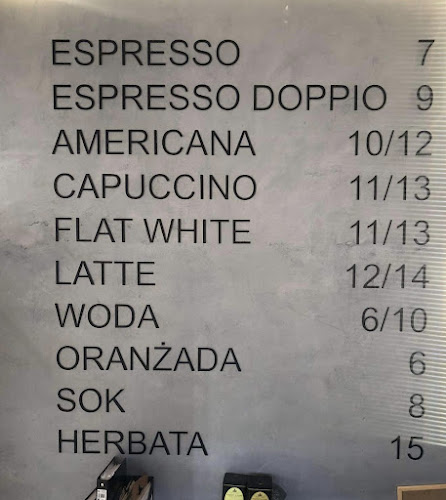 ESPRESSO 7
ESPRESSO DOPPIO 9
AMERICANA 10/12
CAPUCCINO 11/13
FLAT WHITE 11/13
LATTE 12/14
WODA 6/10
ORANŻADA 6
SOK 8
HERBATA 15